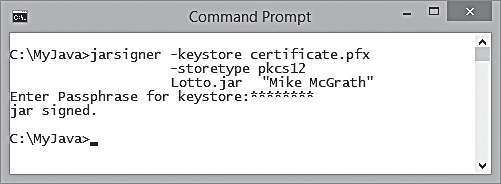 Command Prompt
C:\MyJava>jarsigner -keystore certificate.pfx
-storetype pkcs12
Lotto.jar "Mike McGrath"
Enter Passphrase for keystore:********
jar signed.
C:\MyJava>